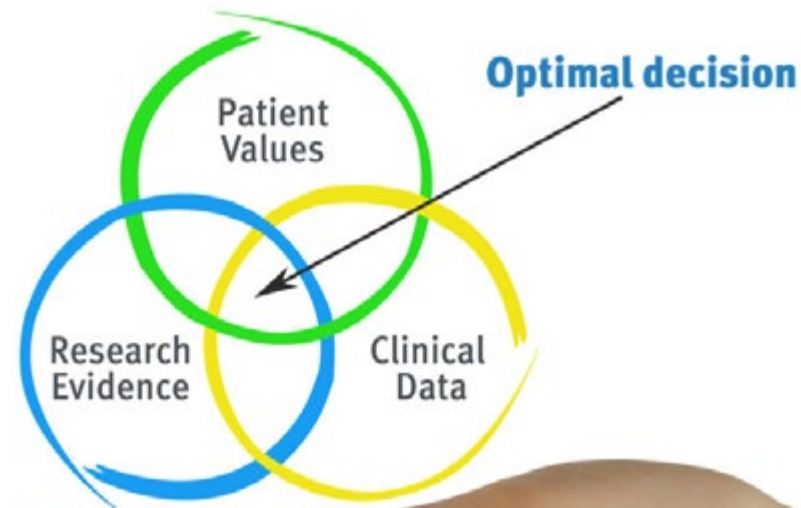 Optimal decision
Patient
Values
Research
Evidence
Clinical
Data